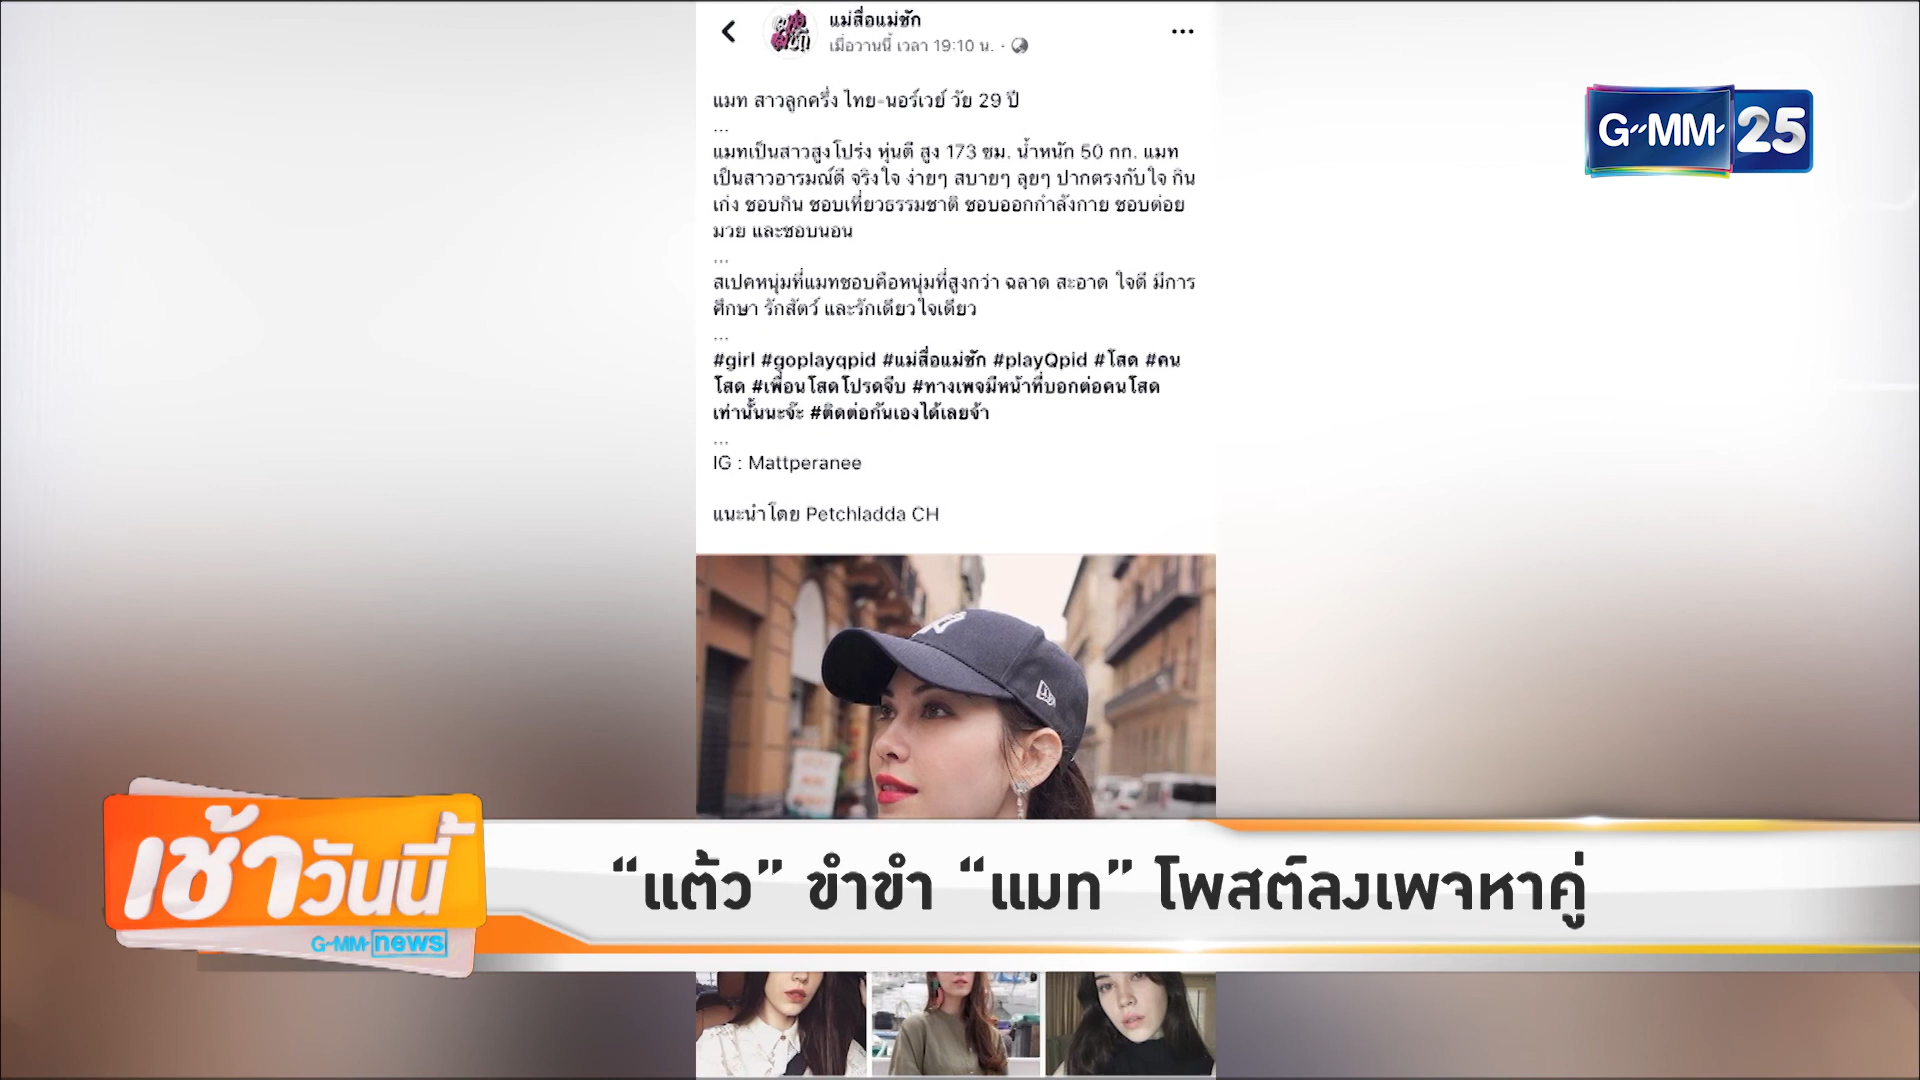 แม่สื่อแม่ชัก
เมื่อวานนี้ เวลา 19:10 น. ·
แมท สาวลูกครึ่ง ไทย-นอร์เวย์ วัย 29 ปี
...
แมทเป็นสาวสูงโปร่ง หุ่นดี สูง 173 ซม. น้ำหนัก 50 กก. แมท
เป็นสาวอารมณ์ดี จริงใจ ง่ายๆ สบายๆ ลุยๆ ปากตรงกับใจ กิน
เก่ง ชอบกิน ชอบเที่ยวธรรมชาติ ชอบออกกำลังกาย ชอบต่อย
มวย และชอบนอน
...
สเปคหนุ่มที่แมทชอบคือหนุ่มที่สูงกว่า ฉลาด สะอาด ใจดี มีการ
ศึกษา รักสัตว์ และรักเดียวใจเดียว
...
#girl #goplayqpid #แม่สื่อแม่ชัก #playQpid #โสด #คน
โสด #เพื่อนโสดโปรดจีบ #ทางเพจมีหน้าที่บอกต่อคนโสด
เท่านั้นนะจ๊ะ #ติดต่อกันเองได้เลยจ้า
...
IG : Mattperanee
แนะนำโดย Petchladda CH
GMM 25
เช้าวันนี้
GMM news
“แต้ว” ขำขำ “แมท” โพสต์ลงเพจหาคู่